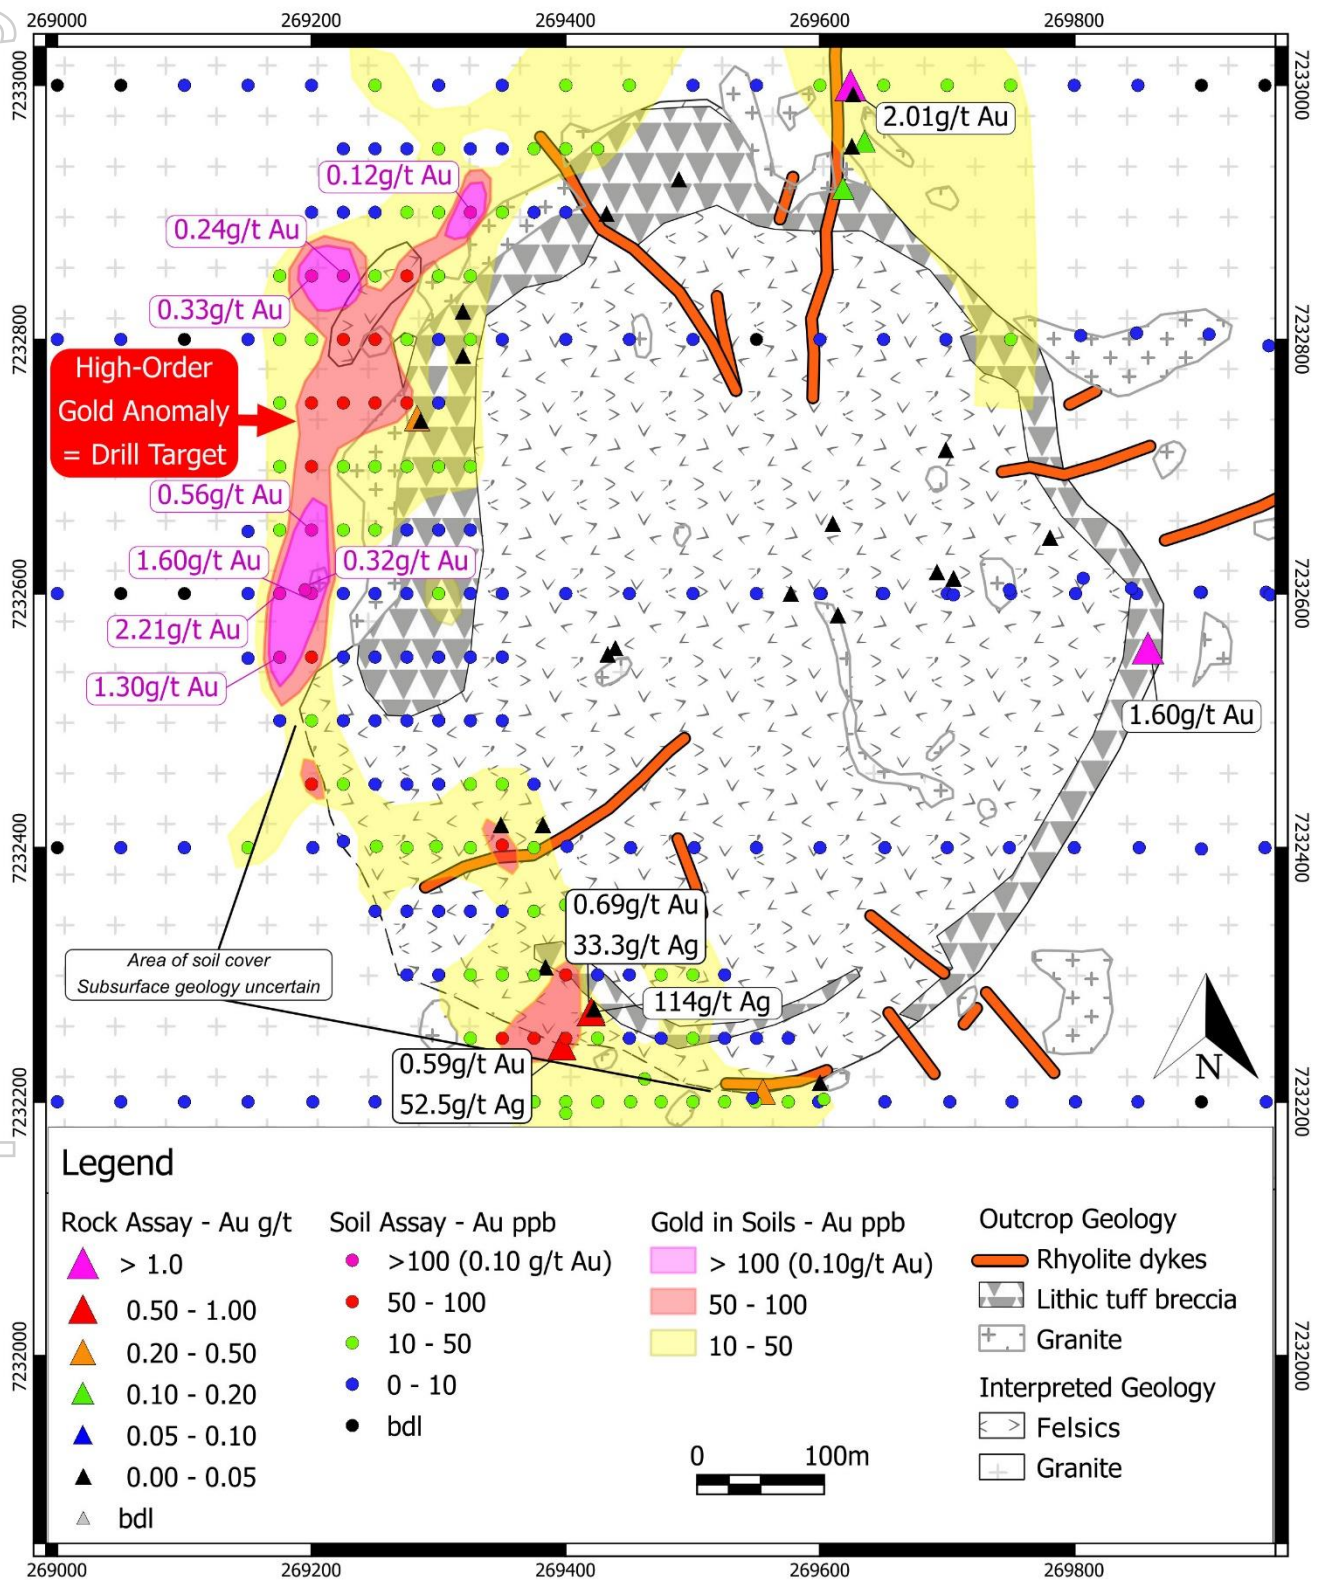 269000 269200 269400 269600 269800
7233000
7233000
2.01g/t Au
0.12g/t Au
0.24g/t Au
0.33g/t Au
7232800
7232800
High-Order
Gold Anomaly
= Drill Target
0.56g/t Au
1.60g/t Au
0.32g/t Au
7232600
7232600
2.21g/t Au
1.30g/t Au
1.60g/t Au
7232400
7232400
0.69g/t Au
33.3g/t Ag
Area of soil cover
Subsurface geology uncertain
114g/t Ag
0.59g/t Au
52.5g/t Ag
N
7232200
7232200
Legend
Rock Assay - Au g/t
> 1.0
0.50 - 1.00
0.20 - 0.50
0.10 - 0.20
0.05 - 0.10
0.00 - 0.05
bdl
Soil Assay - Au ppb
>100 (0.10 g/t Au)
50 - 100
10 - 50
0 - 10
bdl
Gold in Soils - Au ppb
> 100 (0.10g/t Au)
50 - 100
10 - 50
Outcrop Geology
Rhyolite dykes
Lithic tuff breccia
Granite
Interpreted Geology
Felsics
Granite
0 100m
7232000
7232000
269000 269200 269400 269600 269800